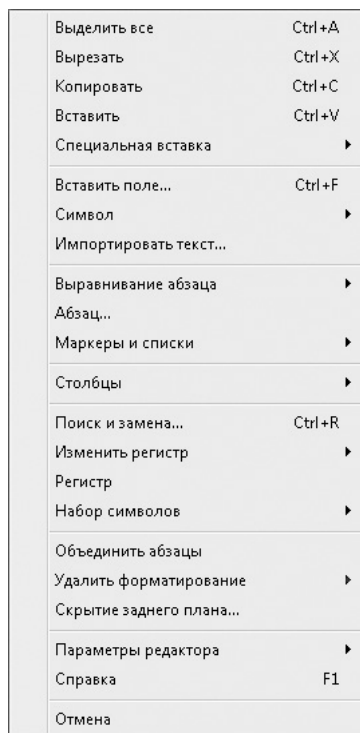 Выделить все Ctrl+A
Вырезать Ctrl+X
Копировать Ctrl+C
Вставить Ctrl+V
Специальная вставка
Вставить поле... Ctrl+F
Символ
Импортировать текст...
Выравнивание абзаца
Абзац...
Маркеры и списки
Столбцы
Поиск и замена... Ctrl+R
Изменить регистр
Регистр
Набор символов
Объединить абзацы
Удалить форматирование
Скрытие заднего плана...
Параметры редактора
Справка F1
Отмена